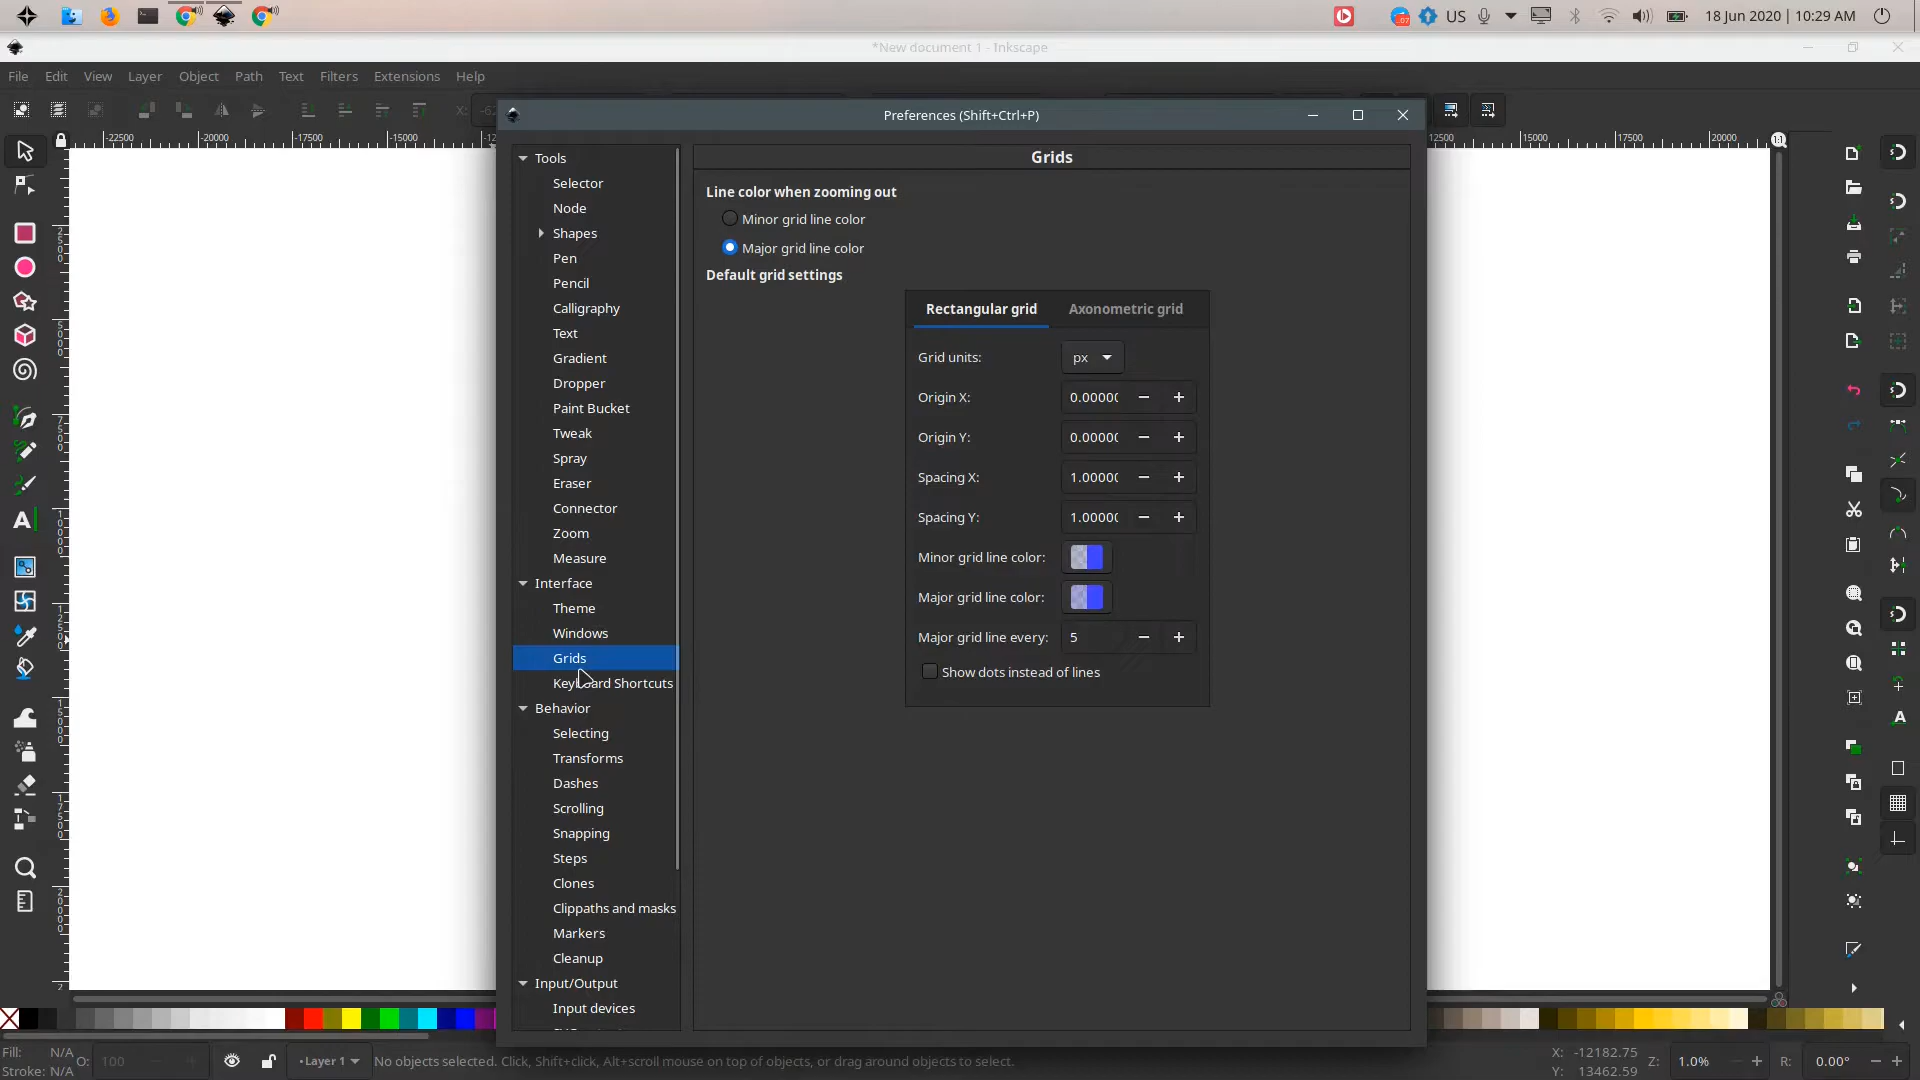 US
18 Jun 2020 | 10:29 AM
*New document 1 - Inkscape
File Edit View Layer Object Path Text Filters Extensions Help
X:
Preferences (Shift+Ctrl+P)
-22500 -20000 -17500 -15000
12500 15000 17500 20000
1:1
Tools
Selector
Node
Shapes
Pen
Pencil
Calligraphy
Text
Gradient
Dropper
Paint Bucket
Tweak
Spray
Eraser
Connector
Zoom
Measure
Interface
Theme
Windows
Grids
Keyboard Shortcuts
Behavior
Selecting
Transforms
Dashes
Scrolling
Snapping
Steps
Clones
Clippaths and masks
Markers
Cleanup
Input/Output
Input devices
Grids
Line color when zooming out
Minor grid line color
Major grid line color
Default grid settings
Rectangular grid Axonometric grid
Grid units: px
Origin X: 0.00000
Origin Y: 0.00000
Spacing X: 1.00000
Spacing Y: 1.00000
Minor grid line color:
Major grid line color:
Major grid line every: 5
Show dots instead of lines
Fill: N/A
Stroke: N/A
O: 100
Layer 1
No objects selected. Click, Shift+click, Alt+scroll mouse on top of objects, or drag around objects to select.
X: -12182.75
Y: 13462.59
Z: 1.0%
R: 0.00°